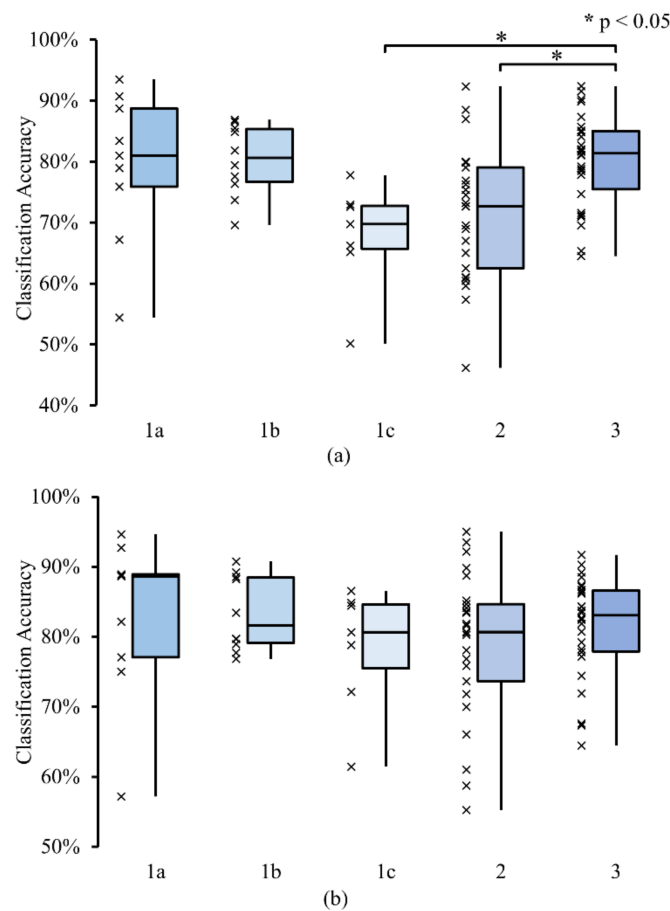 * p < 0.05
100%
*
*
90%
80%
70%
60%
50%
40%
Classification Accuracy
1a 1b 1c 2 3
(a)
100%
90%
80%
70%
60%
50%
Classification Accuracy
1a 1b 1c 2 3
(b)